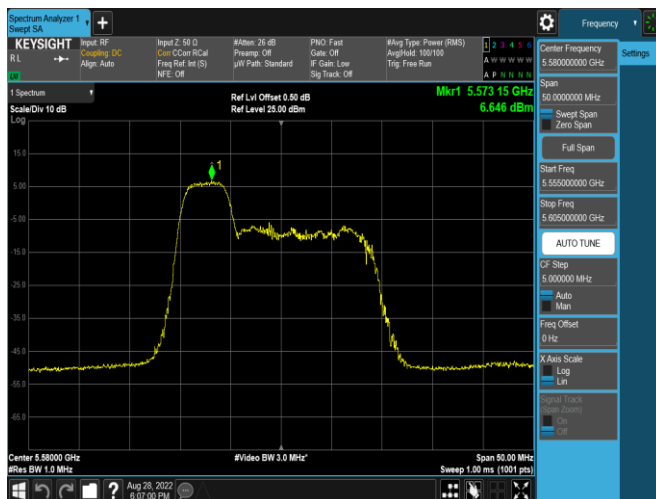 Spectrum Analyzer 1
Swept SA
Frequency
KEYSIGHT
R L
Input: RF
Coupling: DC
Align: Auto
Input Z: 50 Ω
Corr CCorr RCal
Freq Ref: Int (S)
NFE: Off
#Atten: 26 dB
Preamp: Off
µW Path: Standard
PNO: Fast
Gate: Off
IF Gain: Low
Sig Track: Off
#Avg Type: Power (RMS)
Avg|Hold: 100/100
Trig: Free Run
1 2 3 4 5 6
A W W W W W
A P N N N N
Center Frequency
5.580000000 GHz
Settings
Span
50.0000000 MHz
Swept Span
Zero Span
Full Span
Start Freq
5.555000000 GHz
Stop Freq
5.605000000 GHz
AUTO TUNE
CF Step
5.000000 MHz
Auto
Man
Freq Offset
0 Hz
X Axis Scale
Log
Lin
Signal Track
(Span Zoom)
On
Off
1 Spectrum
Scale/Div 10 dB
Log
Ref Lvl Offset 0.50 dB
Ref Level 25.00 dBm
Mkr1 5.573 15 GHz
6.646 dBm
1
15.0
5.00
-5.00
-15.0
-25.0
-35.0
-45.0
-55.0
-65.0
Center 5.58000 GHz
#Res BW 1.0 MHz
#Video BW 3.0 MHz*
Span 50.00 MHz
Sweep 1.00 ms (1001 pts)
?
Aug 28, 2022
6:07:00 PM